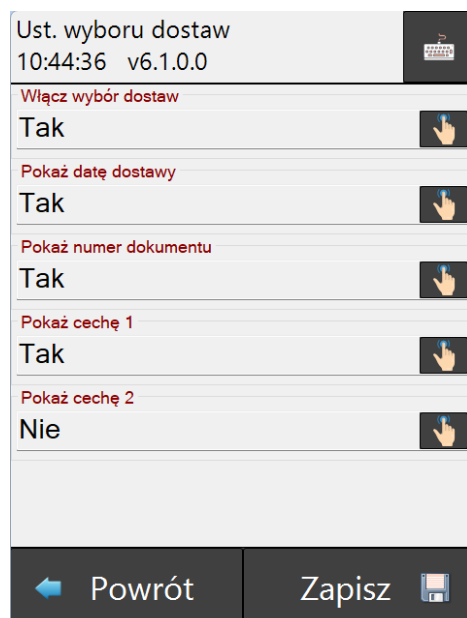 Ust. wyboru dostaw
10:44:36 v6.1.0.0
Włącz wybór dostaw
Tak
Pokaż datę dostawy
Tak
Pokaż numer dokumentu
Tak
Pokaż cechę 1
Tak
Pokaż cechę 2
Nie
Powrót
Zapisz